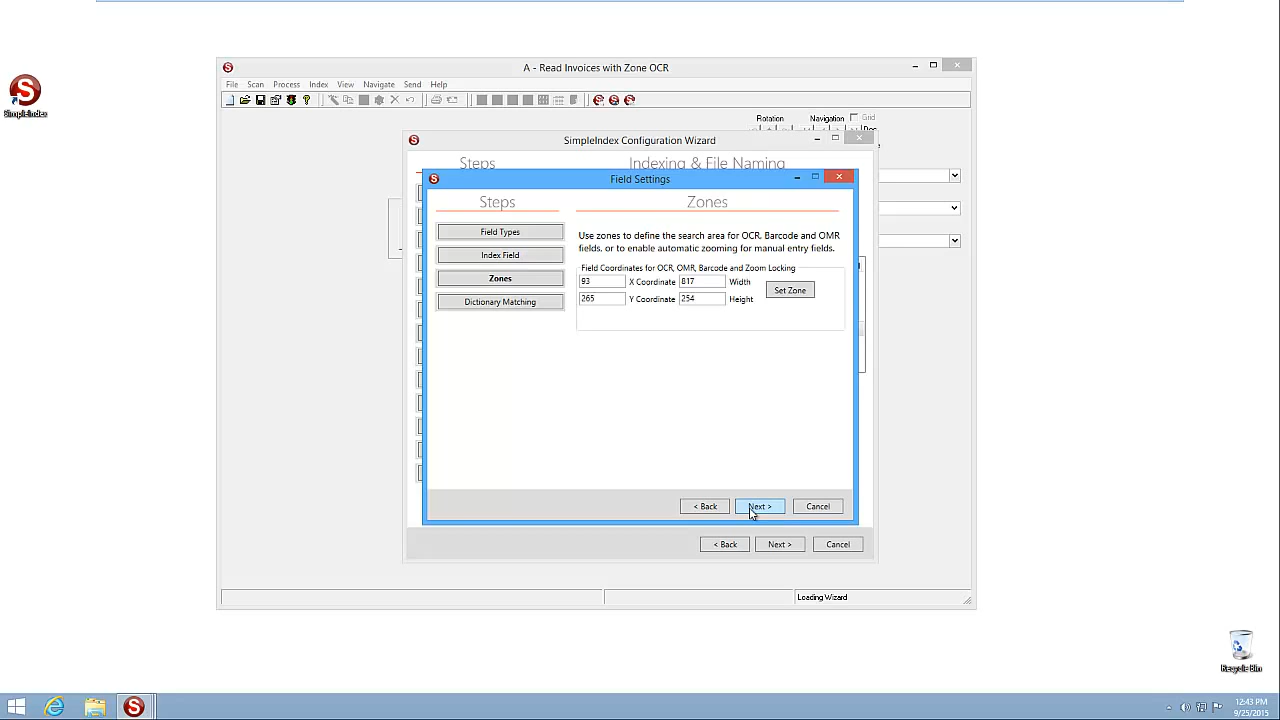 A - Read Invoices with Zone OCR
File Scan Process Index View Navigate Send Help
SimpleIndex
Rotation Navigation Grid
SimpleIndex Configuration Wizard
Steps Indexing & File Naming
Field Settings
Steps
Field Types
Index Field
Zones
Dictionary Matching
Zones
Use zones to define the search area for OCR, Barcode and OMR
fields, or to enable automatic zooming for manual entry fields.
Field Coordinates for OCR, OMR, Barcode and Zoom Locking
93 X Coordinate 817 Width
Set Zone
265 Y Coordinate 254 Height
< Back Next > Cancel
< Back Next > Cancel
Loading Wizard
Recycle Bin
12:43 PM
9/25/2015